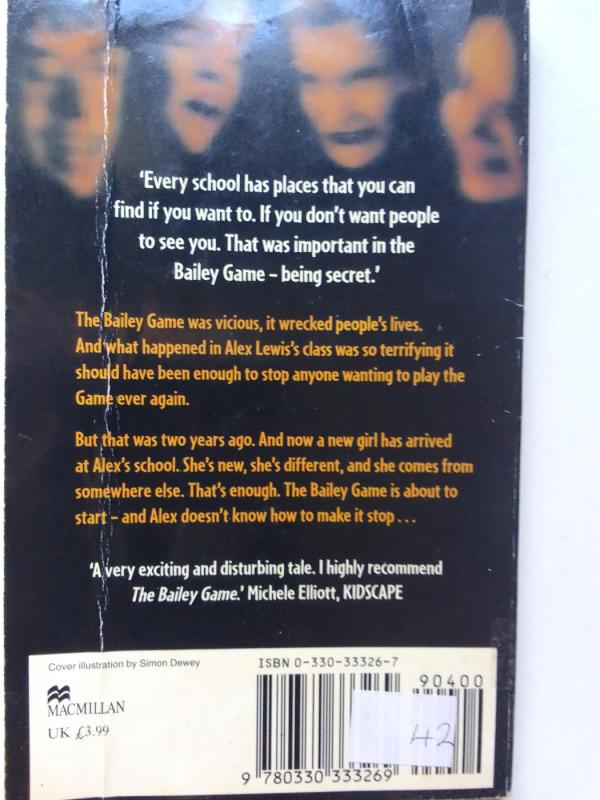 'Every school has places that you can
find if you want to. If you don't want people
to see you. That was important in the
Bailey Game – being secret.'
The Bailey Game was vicious, it wrecked people's lives.
And what happened in Alex Lewis's class was so terrifying it
should have been enough to stop anyone wanting to play the
Game ever again.
But that was two years ago. And now a new girl has arrived
at Alex's school. She's new, she's different, and she comes from
somewhere else. That's enough. The Bailey Game is about to
start – and Alex doesn't know how to make it stop...
'A very exciting and disturbing tale. I highly recommend
The Bailey Game.' Michele Elliott, KIDSCAPE
Cover illustration by Simon Dewey
MACMILLAN
UK £3.99
ISBN 0-330-33326-7
90400
42
9 780330 333269